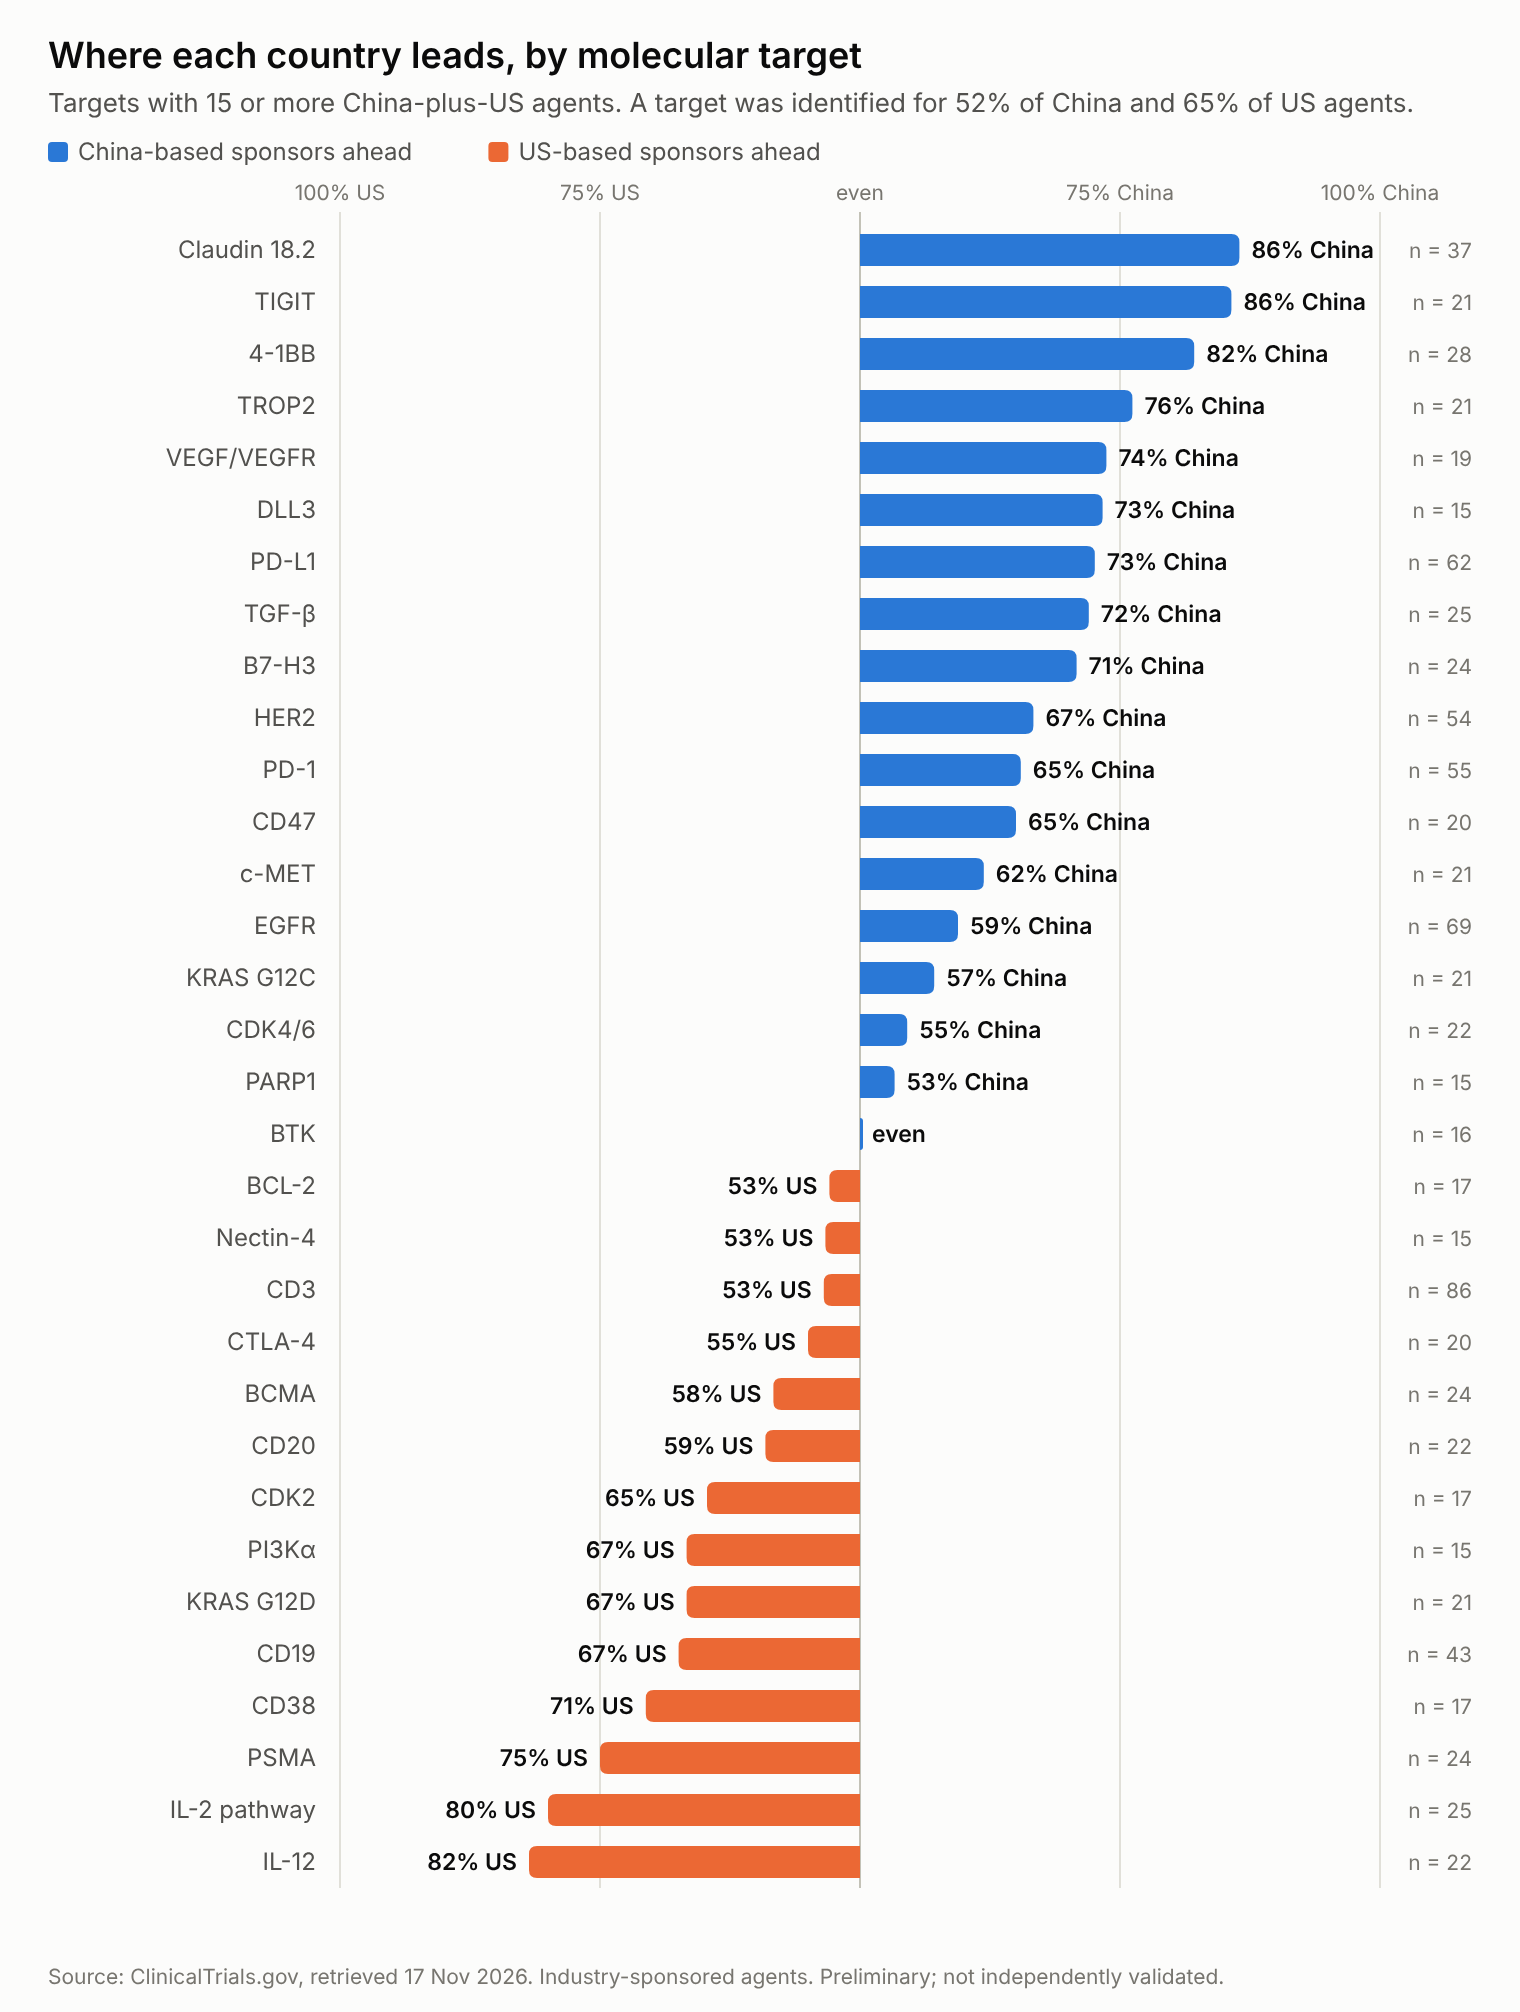 Where each country leads, by molecular target
Targets with 15 or more China-plus-US agents. A target was identified for 52% of China and 65% of US agents.
China-based sponsors ahead US-based sponsors ahead
100% US 75% US even 75% China 100% China
Claudin 18.2 86% China n = 37
TIGIT 86% China n = 21
4-1BB 82% China n = 28
TROP2 76% China n = 21
VEGF/VEGFR 74% China n = 19
DLL3 73% China n = 15
PD-L1 73% China n = 62
TGF-β 72% China n = 25
B7-H3 71% China n = 24
HER2 67% China n = 54
PD-1 65% China n = 55
CD47 65% China n = 20
c-MET 62% China n = 21
EGFR 59% China n = 69
KRAS G12C 57% China n = 21
CDK4/6 55% China n = 22
PARP1 53% China n = 15
BTK even n = 16
BCL-2 53% US n = 17
Nectin-4 53% US n = 15
CD3 53% US n = 86
CTLA-4 55% US n = 20
BCMA 58% US n = 24
CD20 59% US n = 22
CDK2 65% US n = 17
PI3Kα 67% US n = 15
KRAS G12D 67% US n = 21
CD19 67% US n = 43
CD38 71% US n = 17
PSMA 75% US n = 24
IL-2 pathway 80% US n = 25
IL-12 82% US n = 22
Source: ClinicalTrials.gov, retrieved 17 Nov 2026. Industry-sponsored agents. Preliminary; not independently validated.